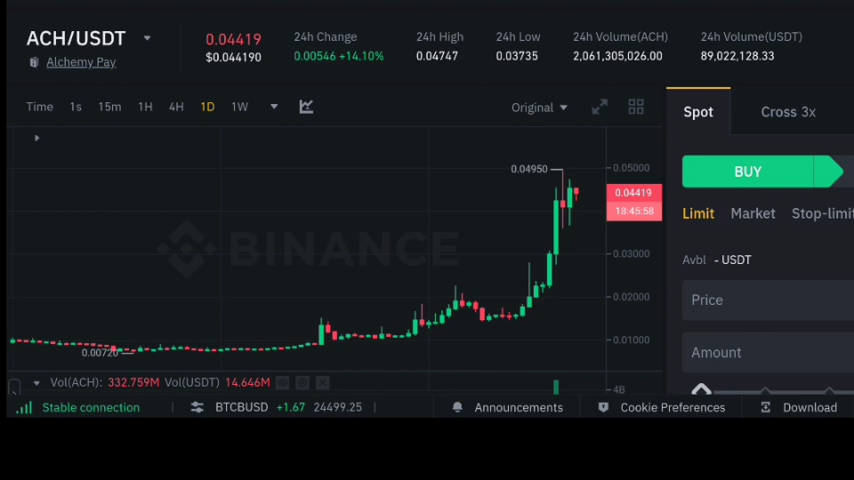 ACH/USDT
Alchemy Pay
0.04419
$0.044190
24h Change
0.00546 +14.10%
24h High
0.04747
24h Low
0.03735
24h Volume(ACH)
2,061,305,026.00
24h Volume(USDT)
89,022,128.33
Time 1s 15m 1H 4H 1D 1W
Original
Spot
Cross 3x
0.04950
0.05000
0.04419
18:45:58
0.03000
0.02000
0.01000
0.00720
BINANCE
BUY
Limit Market Stop-limit
Avbl - USDT
Price
Amount
Vol(ACH): 332.759M Vol(USDT) 14.646M
4B
Stable connection
BTCBUSD +1.67 24499.25
Announcements
Cookie Preferences
Download